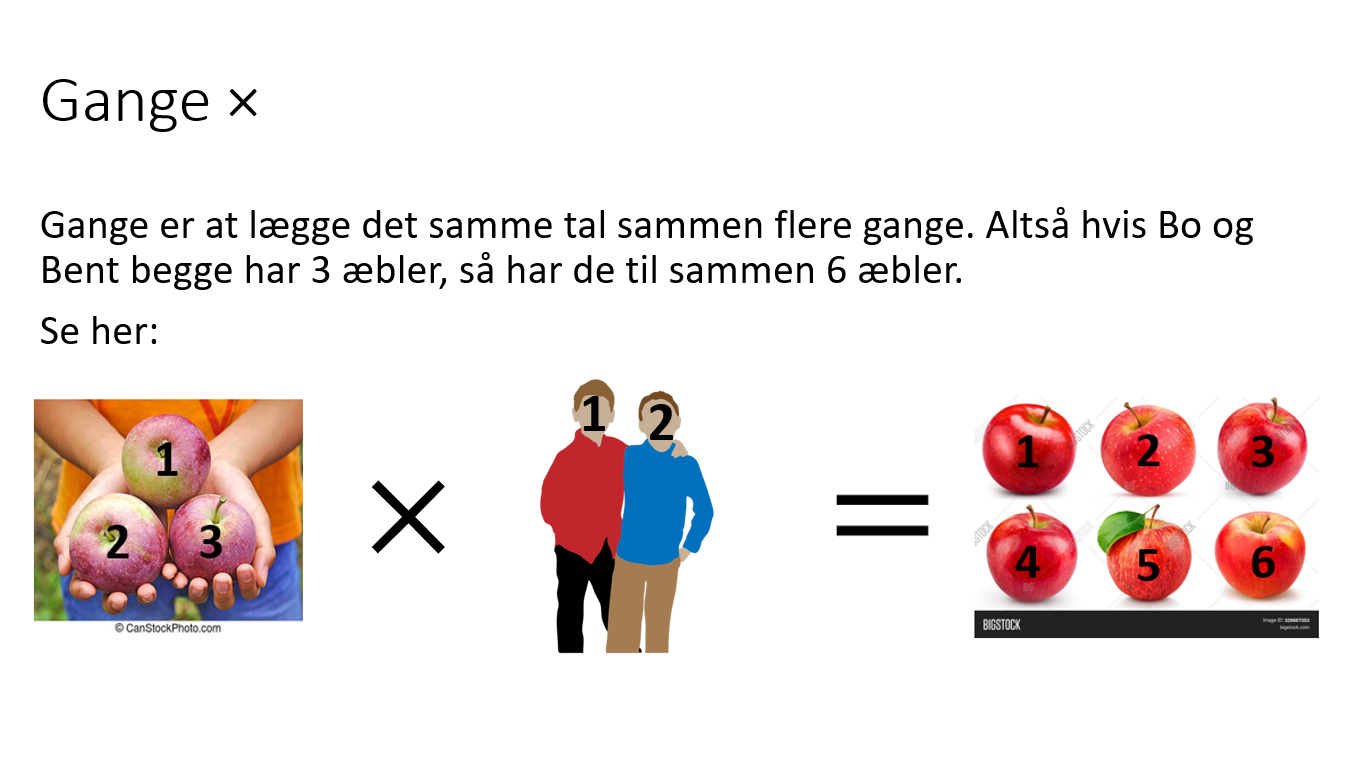 Gange ×
Gange er at lægge det samme tal sammen flere gange. Altså hvis Bo og
Bent begge har 3 æbler, så har de til sammen 6 æbler.
Se her:
1
2 3
© CanStockPhoto.com
×
1 2
=
1 2 3
4 5 6
BIGSTOCK
Image ID: 329867053
bigstock.com